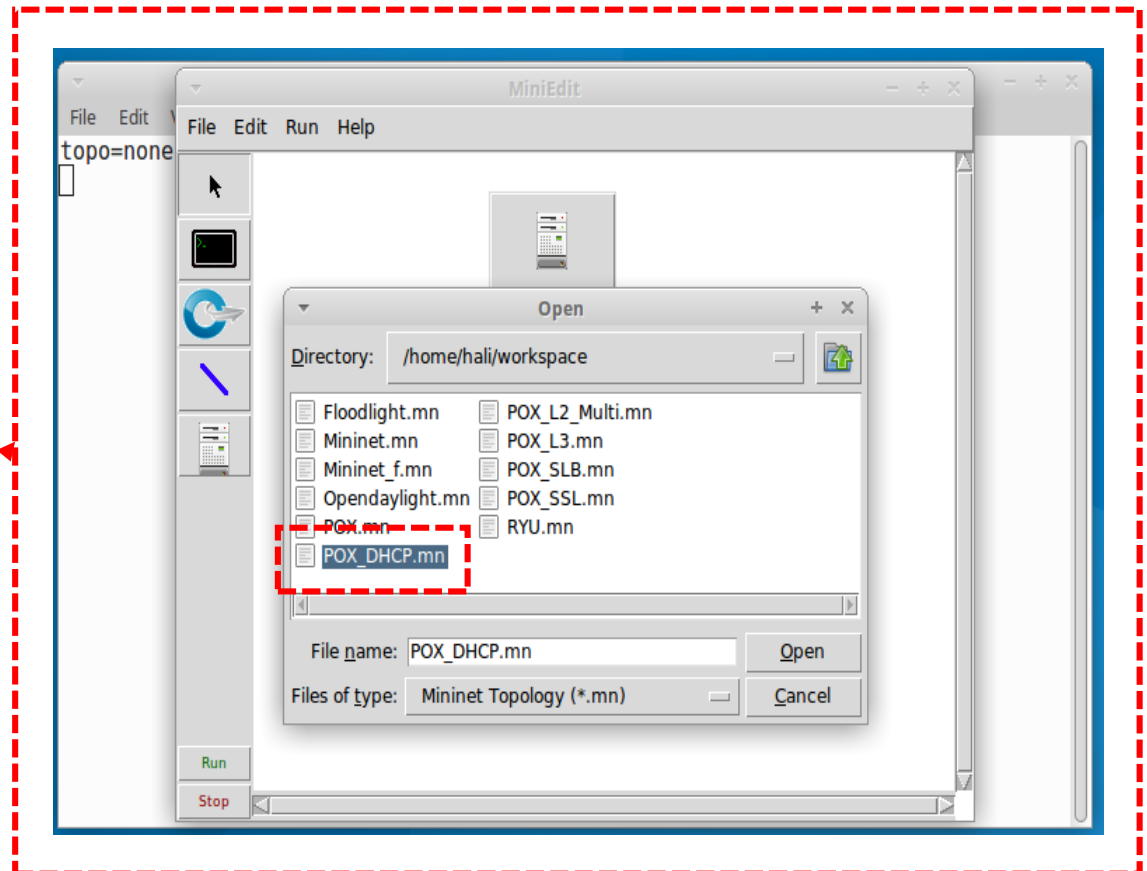 MiniEdit
File Edit V
File Edit Run Help
topo=none
Open
Directory: /home/hali/workspace
Floodlight.mn POX_L2_Multi.mn
Mininet.mn POX_L3.mn
Mininet_f.mn POX_SLB.mn
Opendaylight.mn POX_SSL.mn
POX.mn RYU.mn
POX_DHCP.mn
File name: POX_DHCP.mn Open
Files of type: Mininet Topology (*.mn) Cancel
Run
Stop